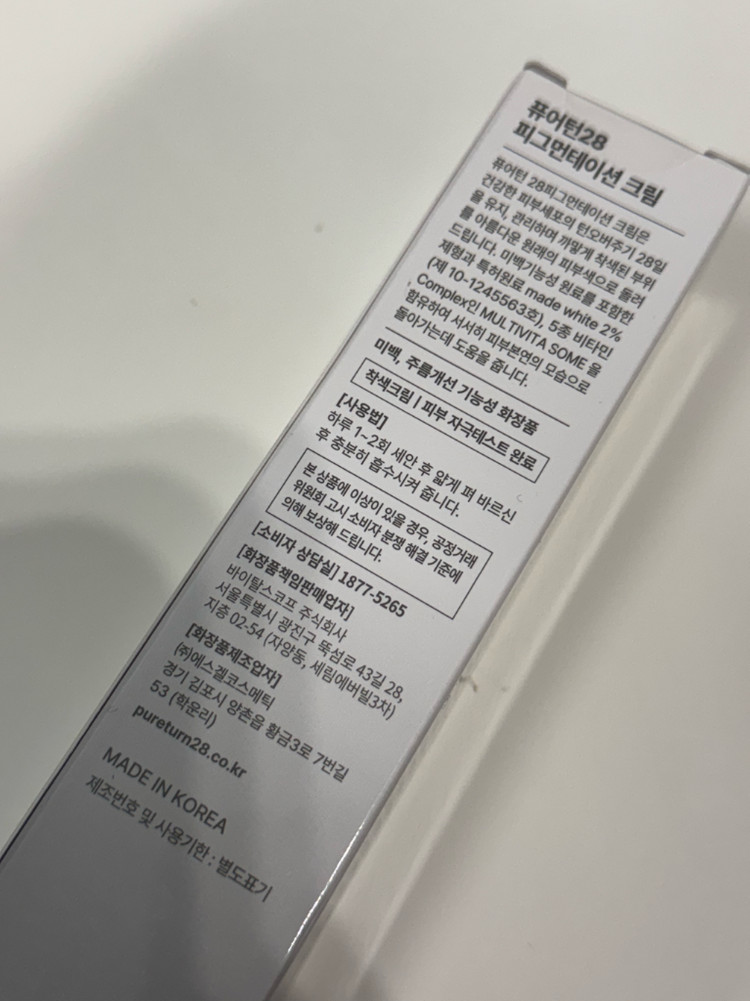 퓨어턴28
피그먼테이션 크림
퓨어턴 28피그먼테이션 크림은
건강한 피부세포의 턴오버주기 28일
을 유지, 관리하며 까맣게 착색된 부위
를 아름다운 원래의 피부색으로 돌려
드립니다. 미백기능성 원료를 포함한
제형과 특허원료 made white 2%
(제 10-1245563호), 5종 비타민
Complex인 MULTIVITA SOME 을
함유하여 서서히 피부본연의 모습으로
돌아가는데 도움을 줍니다.
미백, 주름개선 기능성 화장품
착색크림 | 피부 자극테스트 완료
[사용법]
하루 1~2회 세안 후 얇게 펴 바르신
후 충분히 흡수시켜 줍니다.
본 상품에 이상이 있을 경우, 공정거래
위원회 고시 소비자 분쟁 해결 기준에
의해 보상해 드립니다.
[소비자 상담실] 1877-5265
[화장품책임판매업자]
바이탈스코프 주식회사
서울특별시 광진구 뚝섬로 43길 28,
지층 02-54 (자양동, 세림에버빌3차)
[화장품제조업자]
(주)에스겔코스메틱
경기 김포시 양촌읍 황금3로 7번길
53 (학운리)
pureturn28.co.kr
MADE IN KOREA
제조번호 및 사용기한 : 별도표기